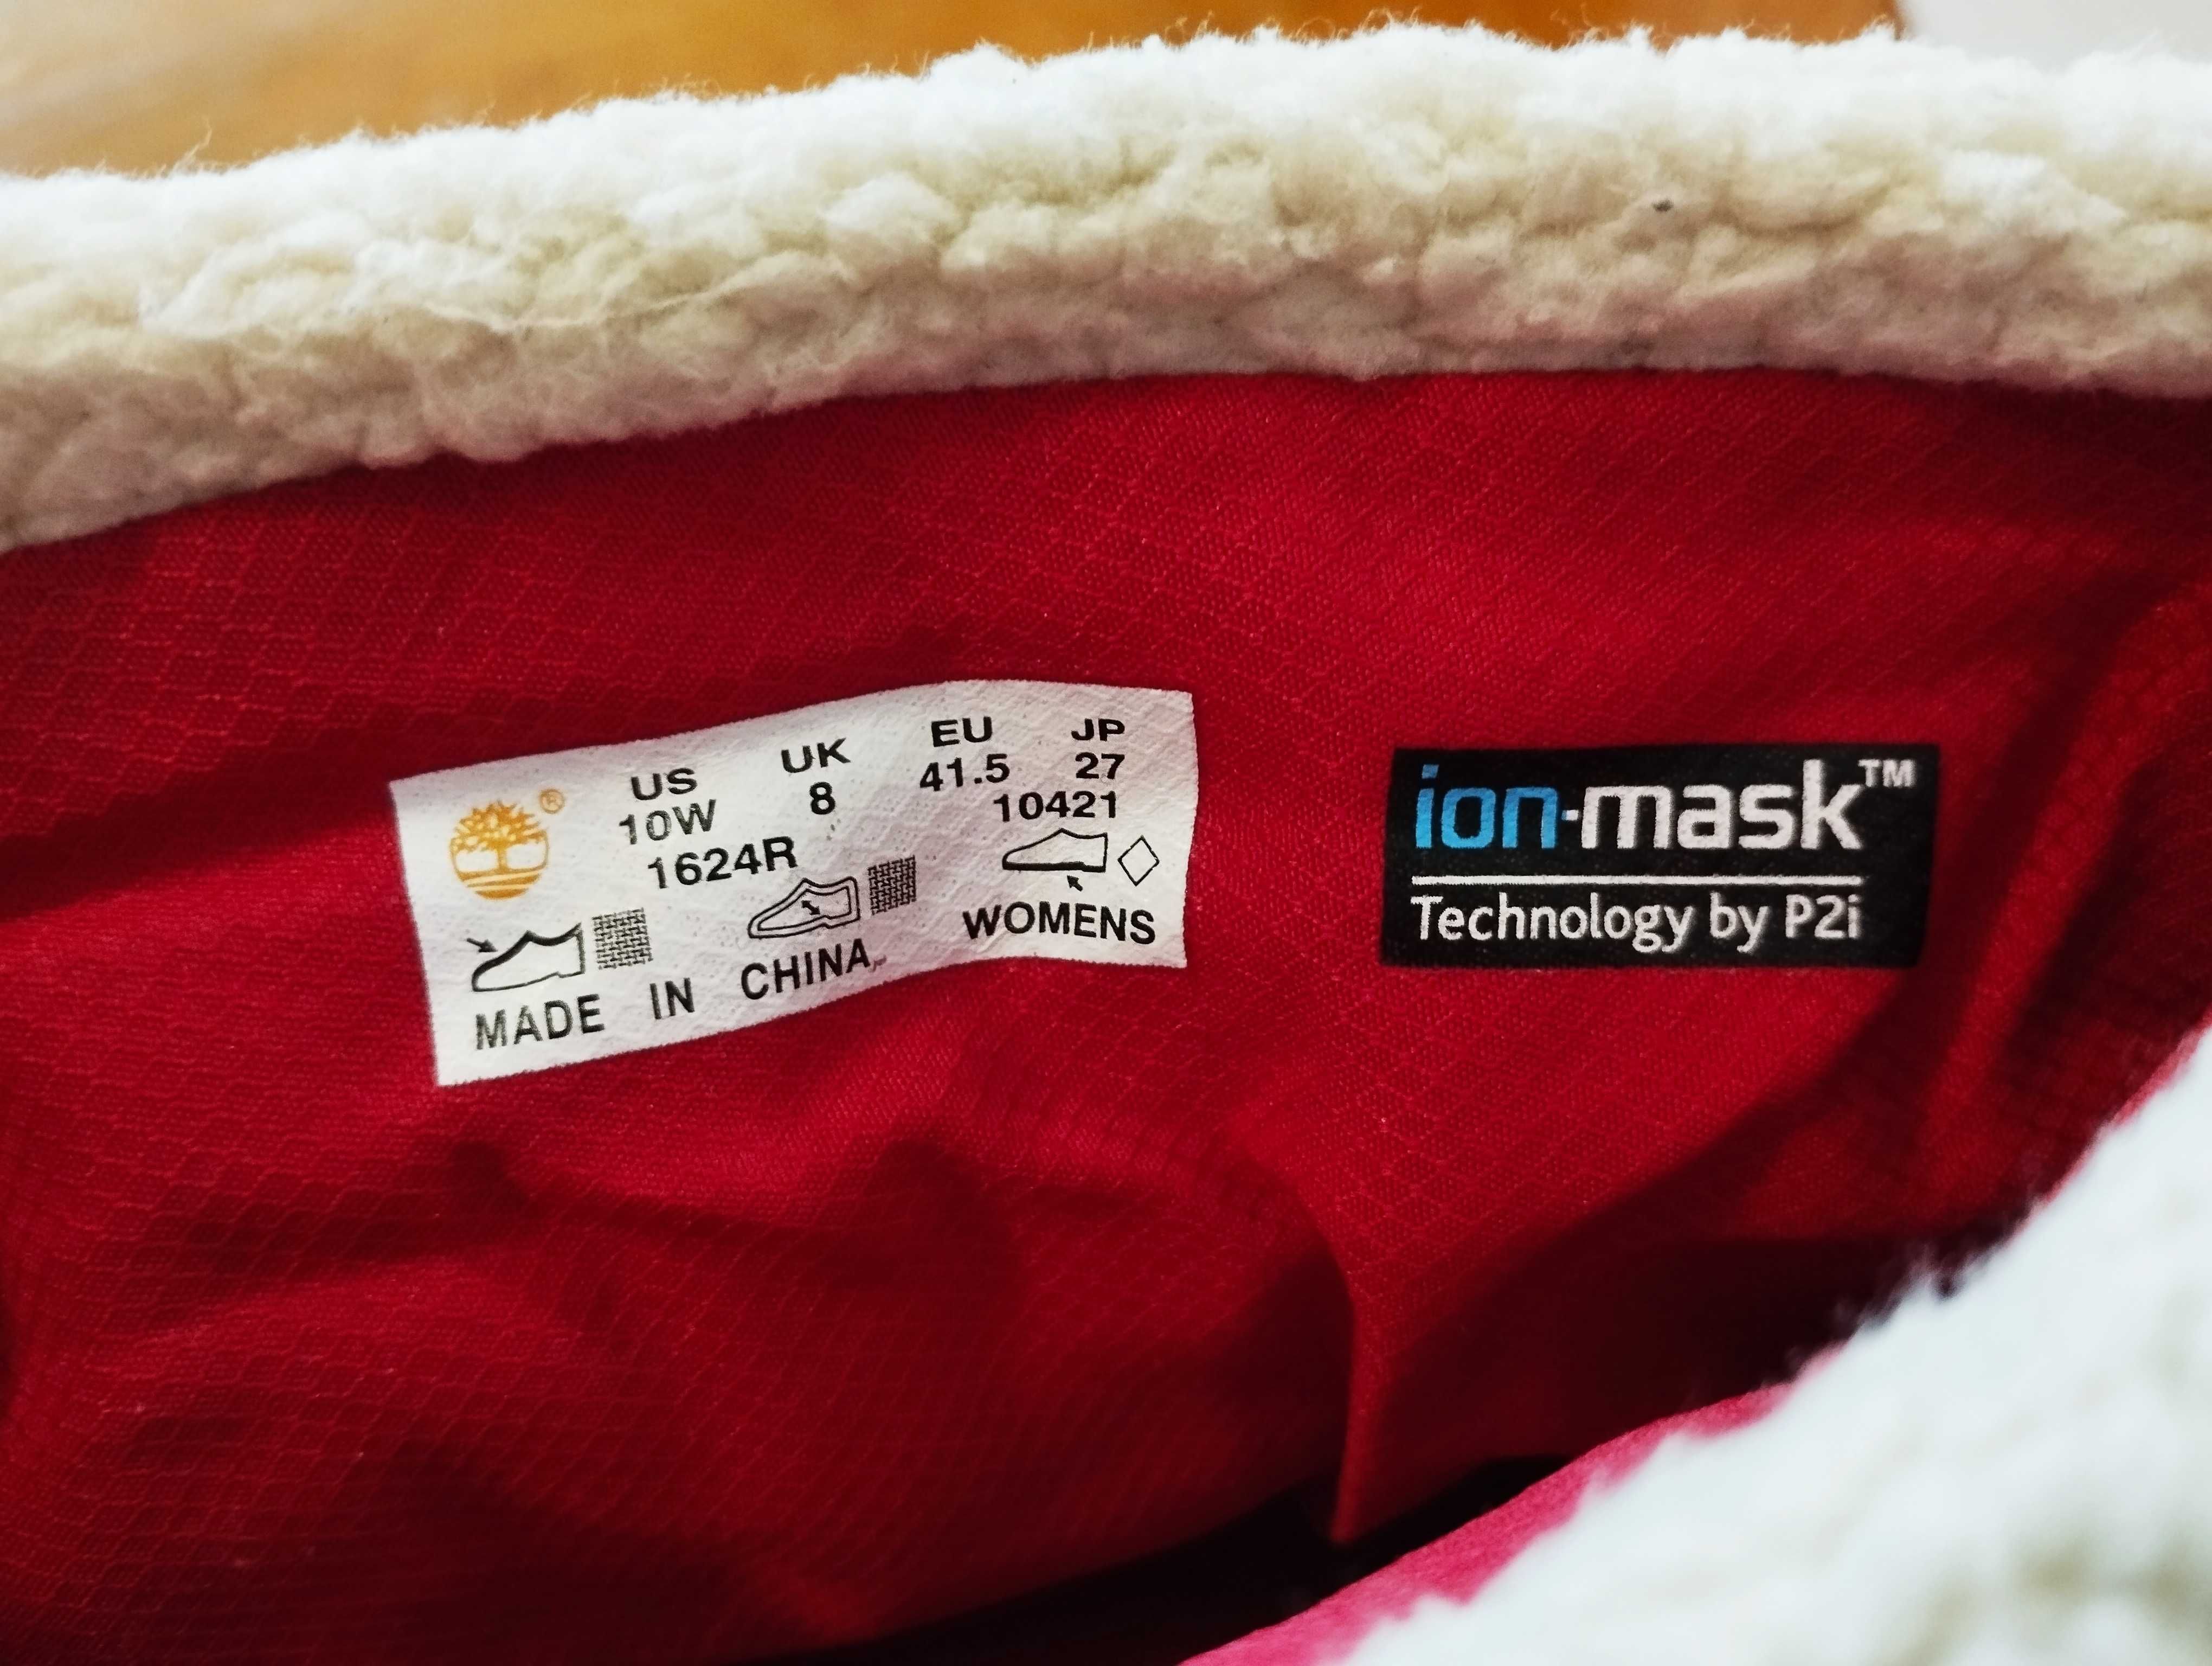 US UK EU JP
10W 8 41.5 27
1624R 10421
WOMENS
MADE IN CHINA
®
ion-mask™
Technology by P2i